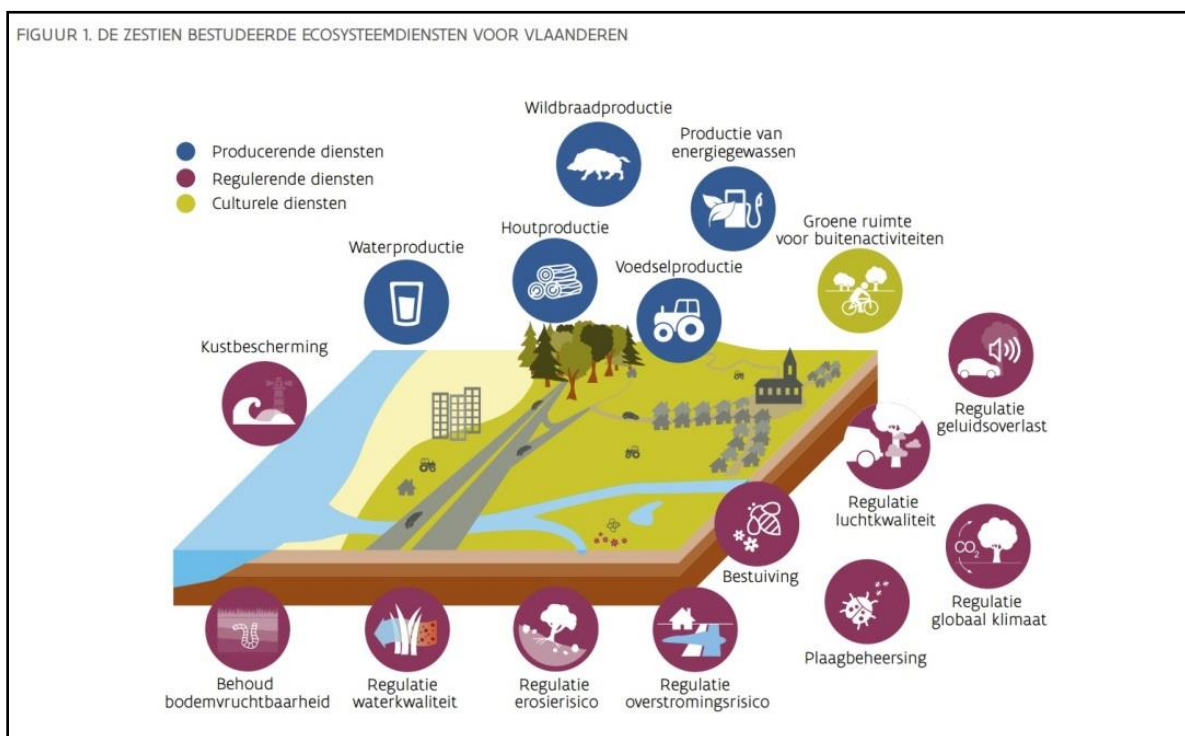 FIGUUR 1. DE ZESTIEN BESTUDEERDE ECOSYSTEEMDIENSTEN VOOR VLAANDEREN
Producerende diensten
Regulerende diensten
Culturele diensten
Wildbraadproductie
Productie van
energiegewassen
Groene ruimte
voor buitenactiviteiten
Houtproductie
Waterproductie
Voedselproductie
Kustbescherming
Regulatie
geluidsoverlast
Regulatie
luchtkwaliteit
Bestuiving
CO2
Regulatie
globaal klimaat
Plaagbeheersing
Behoud
bodemvruchtbaarheid
Regulatie
waterkwaliteit
Regulatie
erosierisico
Regulatie
overstromingsrisico